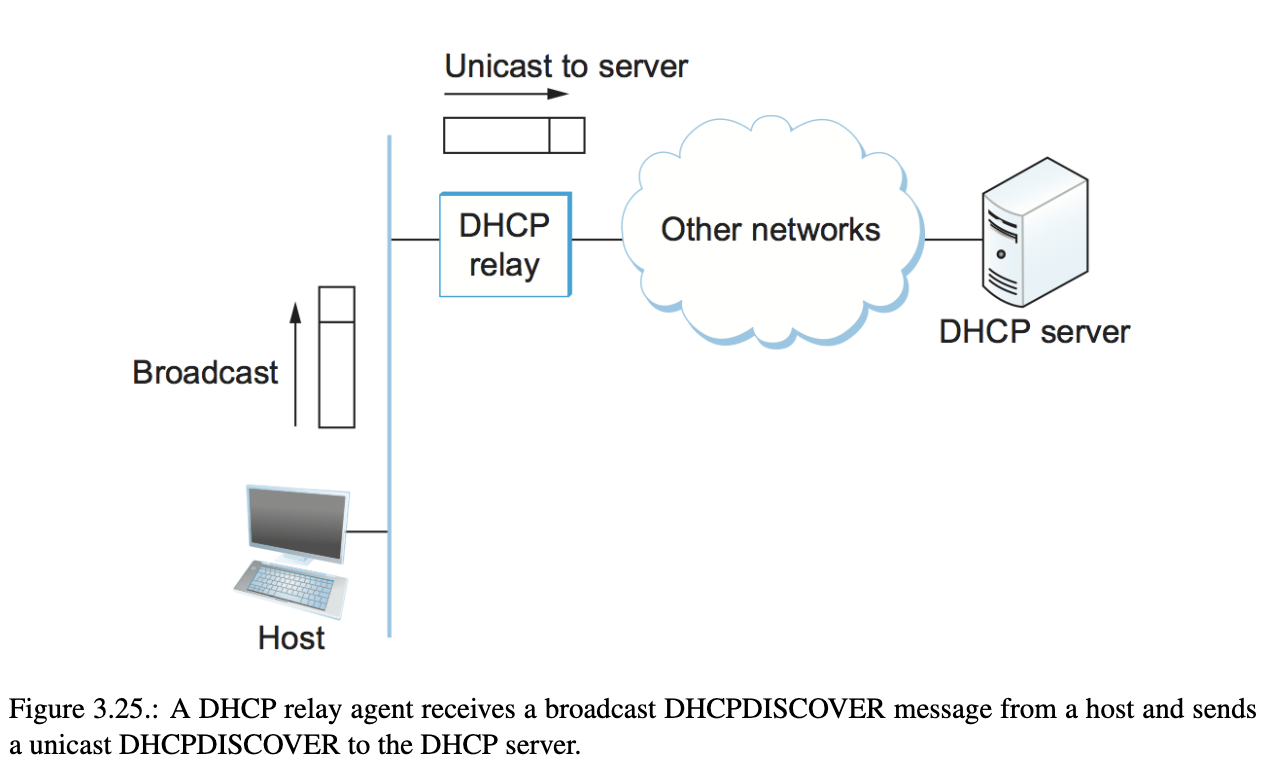 Unicast to server
DHCP
relay
Other networks
DHCP server
Broadcast
Host
Figure 3.25.: A DHCP relay agent receives a broadcast DHCPDISCOVER message from a host and sends
a unicast DHCPDISCOVER to the DHCP server.